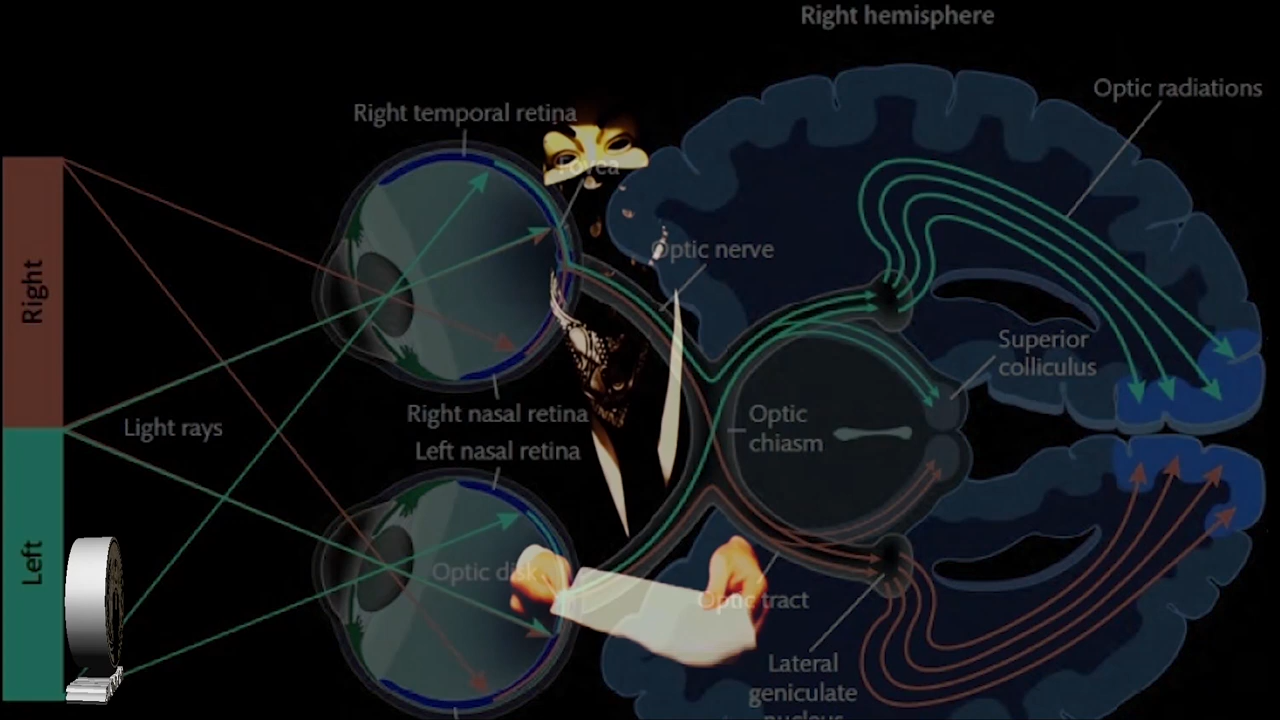 Right hemisphere
Optic radiations
Right temporal retina
Fovea
Optic nerve
Right
Superior
colliculus
Right nasal retina
Optic
chiasm
Light rays
Left nasal retina
Left
Optic disk
Optic tract
Lateral
geniculate
nucleus